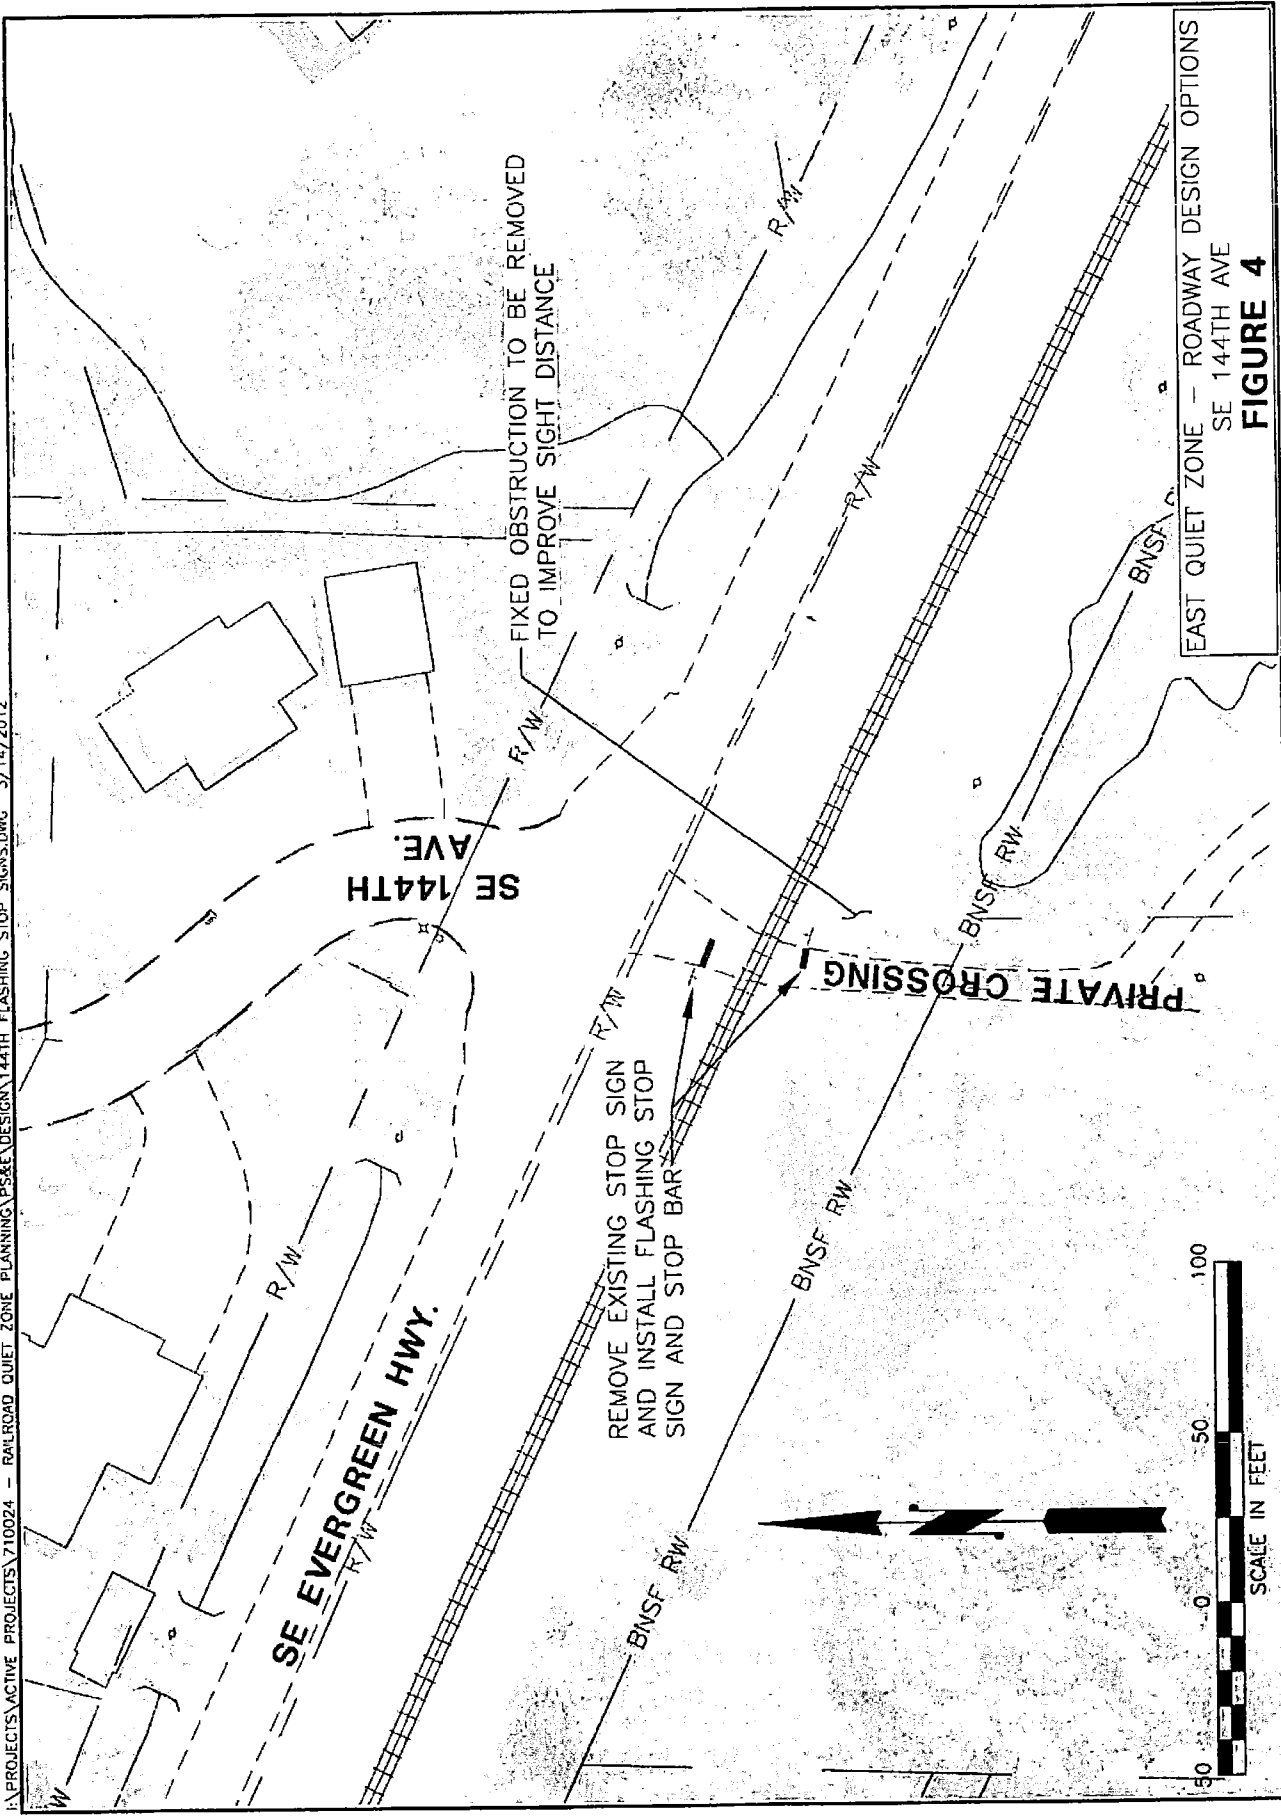 I:\PROJECTS\ACTIVE PROJECTS\710024 - RAILROAD QUIET ZONE PLANNING\PS&E\DESIGN\144TH FLASHING STOP SIGNS.DWG 3/14/2012
FIXED OBSTRUCTION TO BE REMOVED
TO IMPROVE SIGHT DISTANCE
SE 144TH
AVE.
R/W
R/W
R/W
R/W
R/W
R/W
W
SE EVERGREEN HWY.
REMOVE EXISTING STOP SIGN
AND INSTALL FLASHING STOP
SIGN AND STOP BAR
PRIVATE CROSSING
BNSF RW
BNSF RW
BNSF RW
BNSF
50 0 50 100
SCALE IN FEET
EAST QUIET ZONE - ROADWAY DESIGN OPTIONS
SE 144TH AVE
FIGURE 4